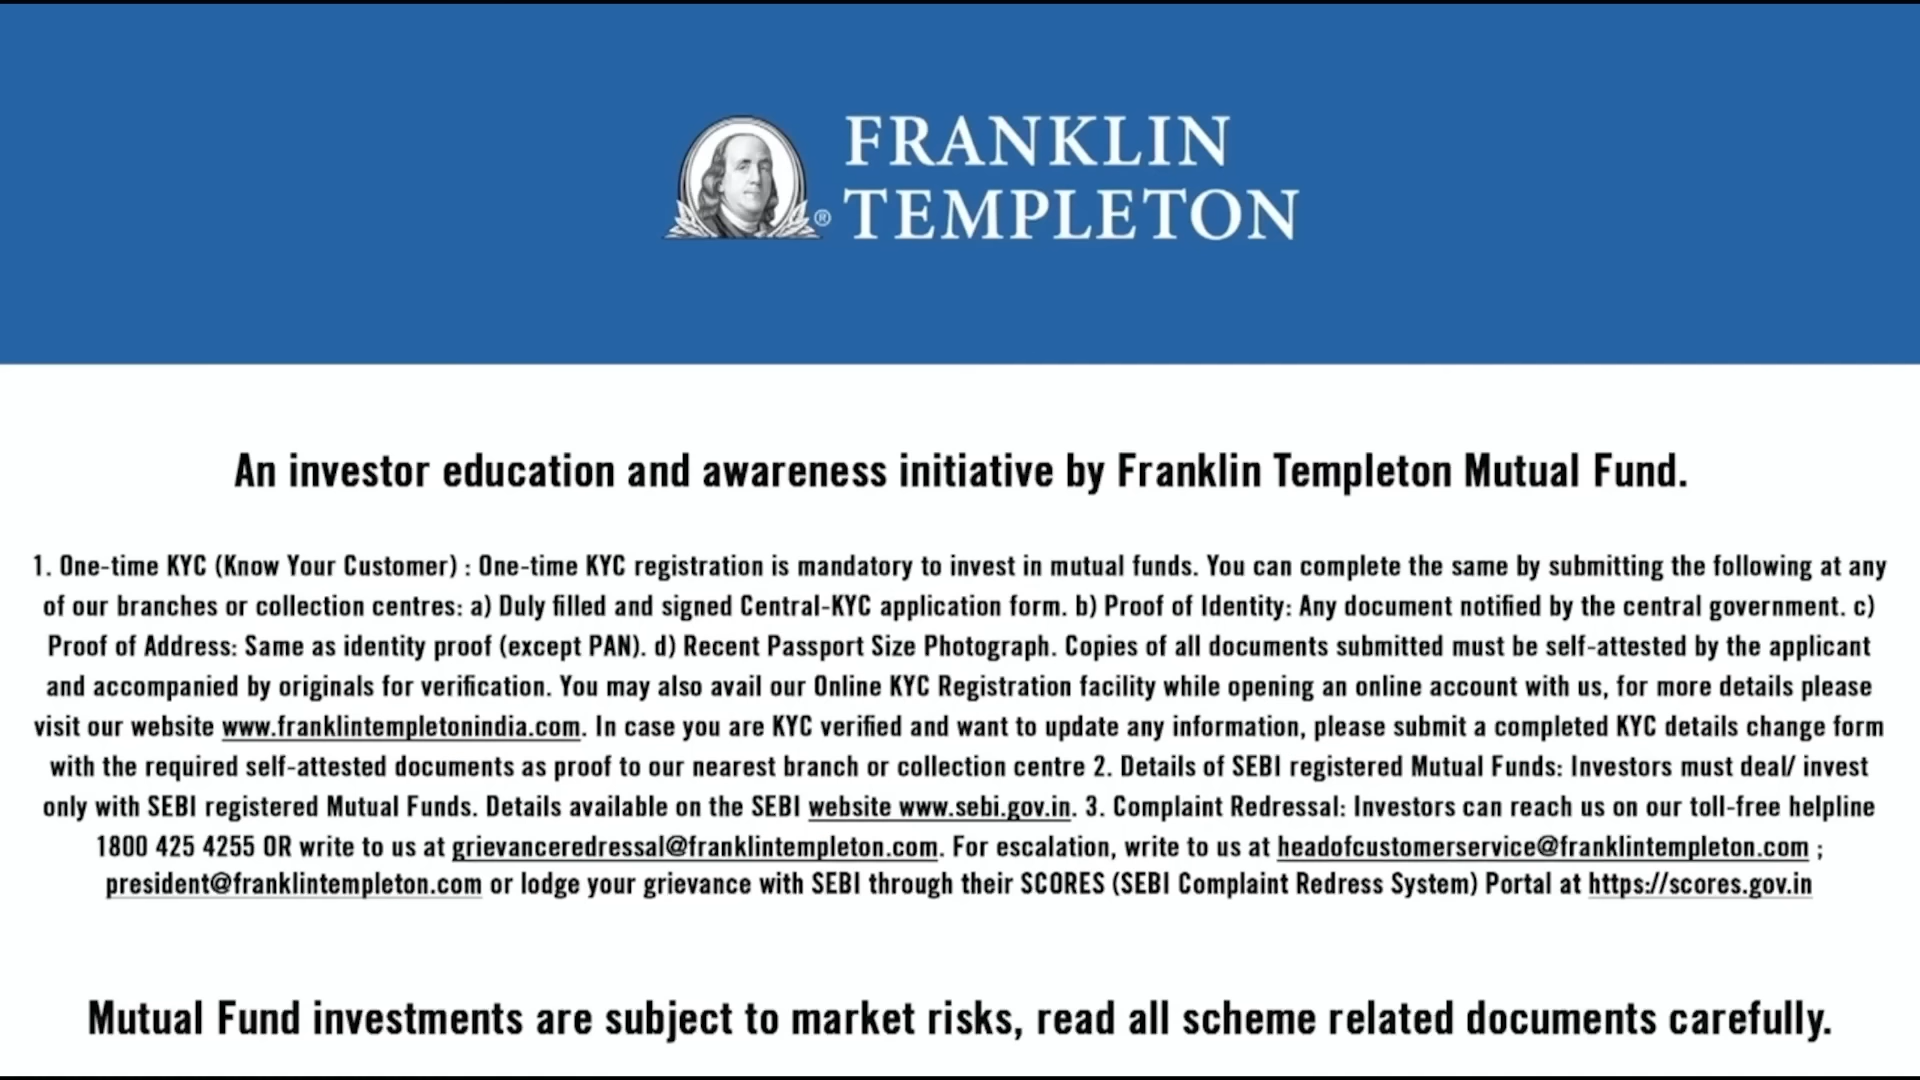 FRANKLIN
TEMPLETON
®
An investor education and awareness initiative by Franklin Templeton Mutual Fund.
1. One-time KYC (Know Your Customer) : One-time KYC registration is mandatory to invest in mutual funds. You can complete the same by submitting the following at any
of our branches or collection centres: a) Duly filled and signed Central-KYC application form. b) Proof of Identity: Any document notified by the central government. c)
Proof of Address: Same as identity proof (except PAN). d) Recent Passport Size Photograph. Copies of all documents submitted must be self-attested by the applicant
and accompanied by originals for verification. You may also avail our Online KYC Registration facility while opening an online account with us, for more details please
visit our website www.franklintempletonindia.com. In case you are KYC verified and want to update any information, please submit a completed KYC details change form
with the required self-attested documents as proof to our nearest branch or collection centre 2. Details of SEBI registered Mutual Funds: Investors must deal/ invest
only with SEBI registered Mutual Funds. Details available on the SEBI website www.sebi.gov.in. 3. Complaint Redressal: Investors can reach us on our toll-free helpline
1800 425 4255 OR write to us at grievanceredressal@franklintempleton.com. For escalation, write to us at headofcustomerservice@franklintempleton.com ;
president@franklintempleton.com or lodge your grievance with SEBI through their SCORES (SEBI Complaint Redress System) Portal at https://scores.gov.in
Mutual Fund investments are subject to market risks, read all scheme related documents carefully.